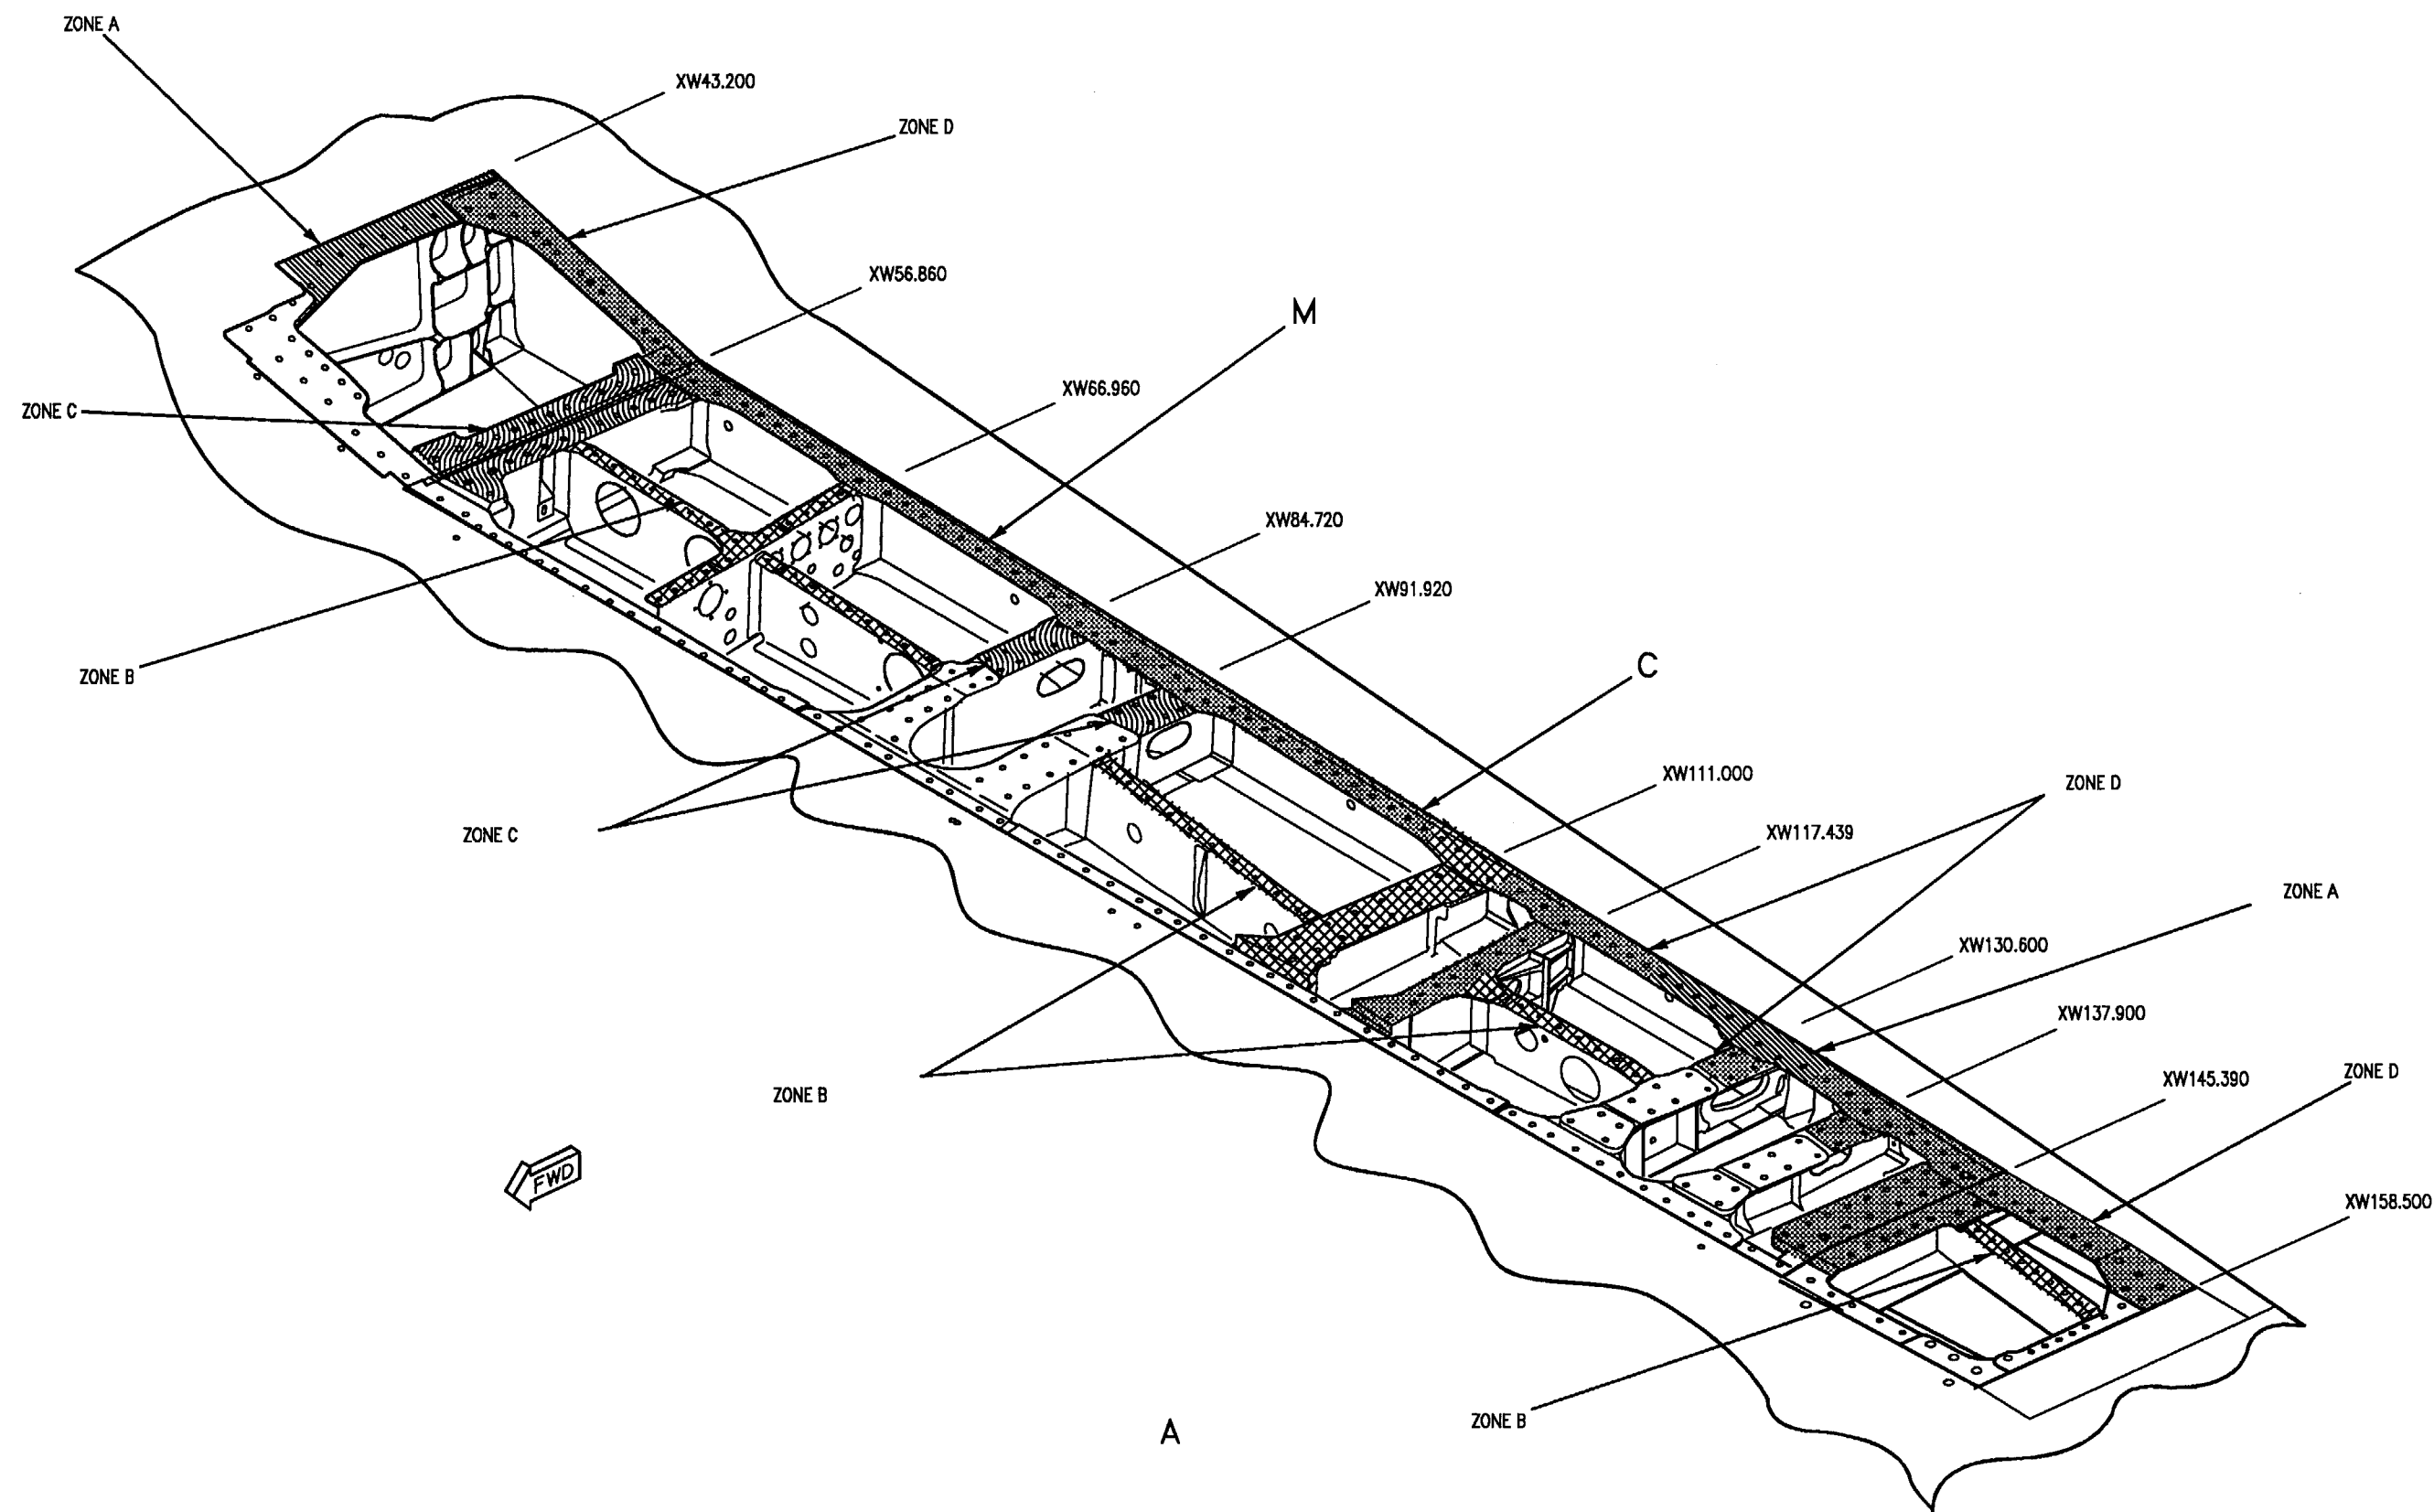 ZONE A
XW43.200
ZONE D
XW56.860
M
XW66.960
ZONE C
XW84.720
XW91.920
C
ZONE B
XW111.000
ZONE D
ZONE C
XW117.439
ZONE A
XW130.600
XW137.900
ZONE D
XW145.390
ZONE B
FWD
XW158.500
ZONE B
A